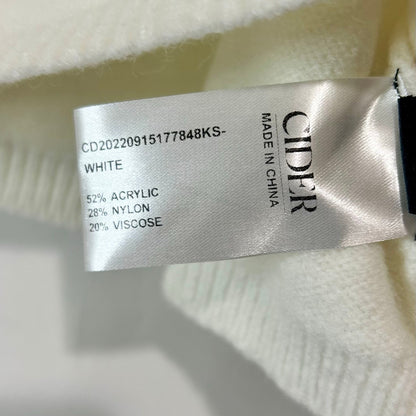 CD20220915177848KS-
WHITE
52% ACRYLIC
28% NYLON
20% VISCOSE
CIDER
MADE IN CHINA